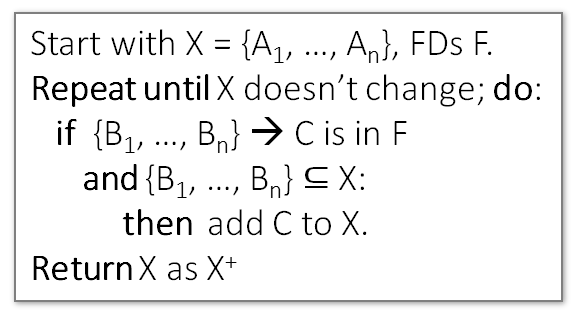 Start with X = {A₁, …, Aₙ}, FDs F.
Repeat until X doesn’t change; do:
if {B₁, …, Bₙ} → C is in F
and {B₁, …, Bₙ} ⊆ X:
then add C to X.
Return X as X⁺